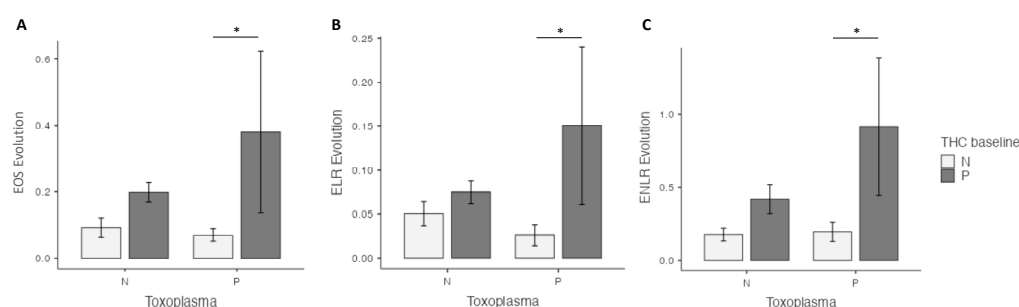 A
EOS Evolution
0.6
0.4
0.2
0.0
*
N
P
Toxoplasma
B
ELR Evolution
0.25
0.20
0.15
0.10
0.05
0.00
*
N
P
Toxoplasma
C
ENLR Evolution
1.0
0.5
0.0
*
N
P
Toxoplasma
THC baseline
N
P